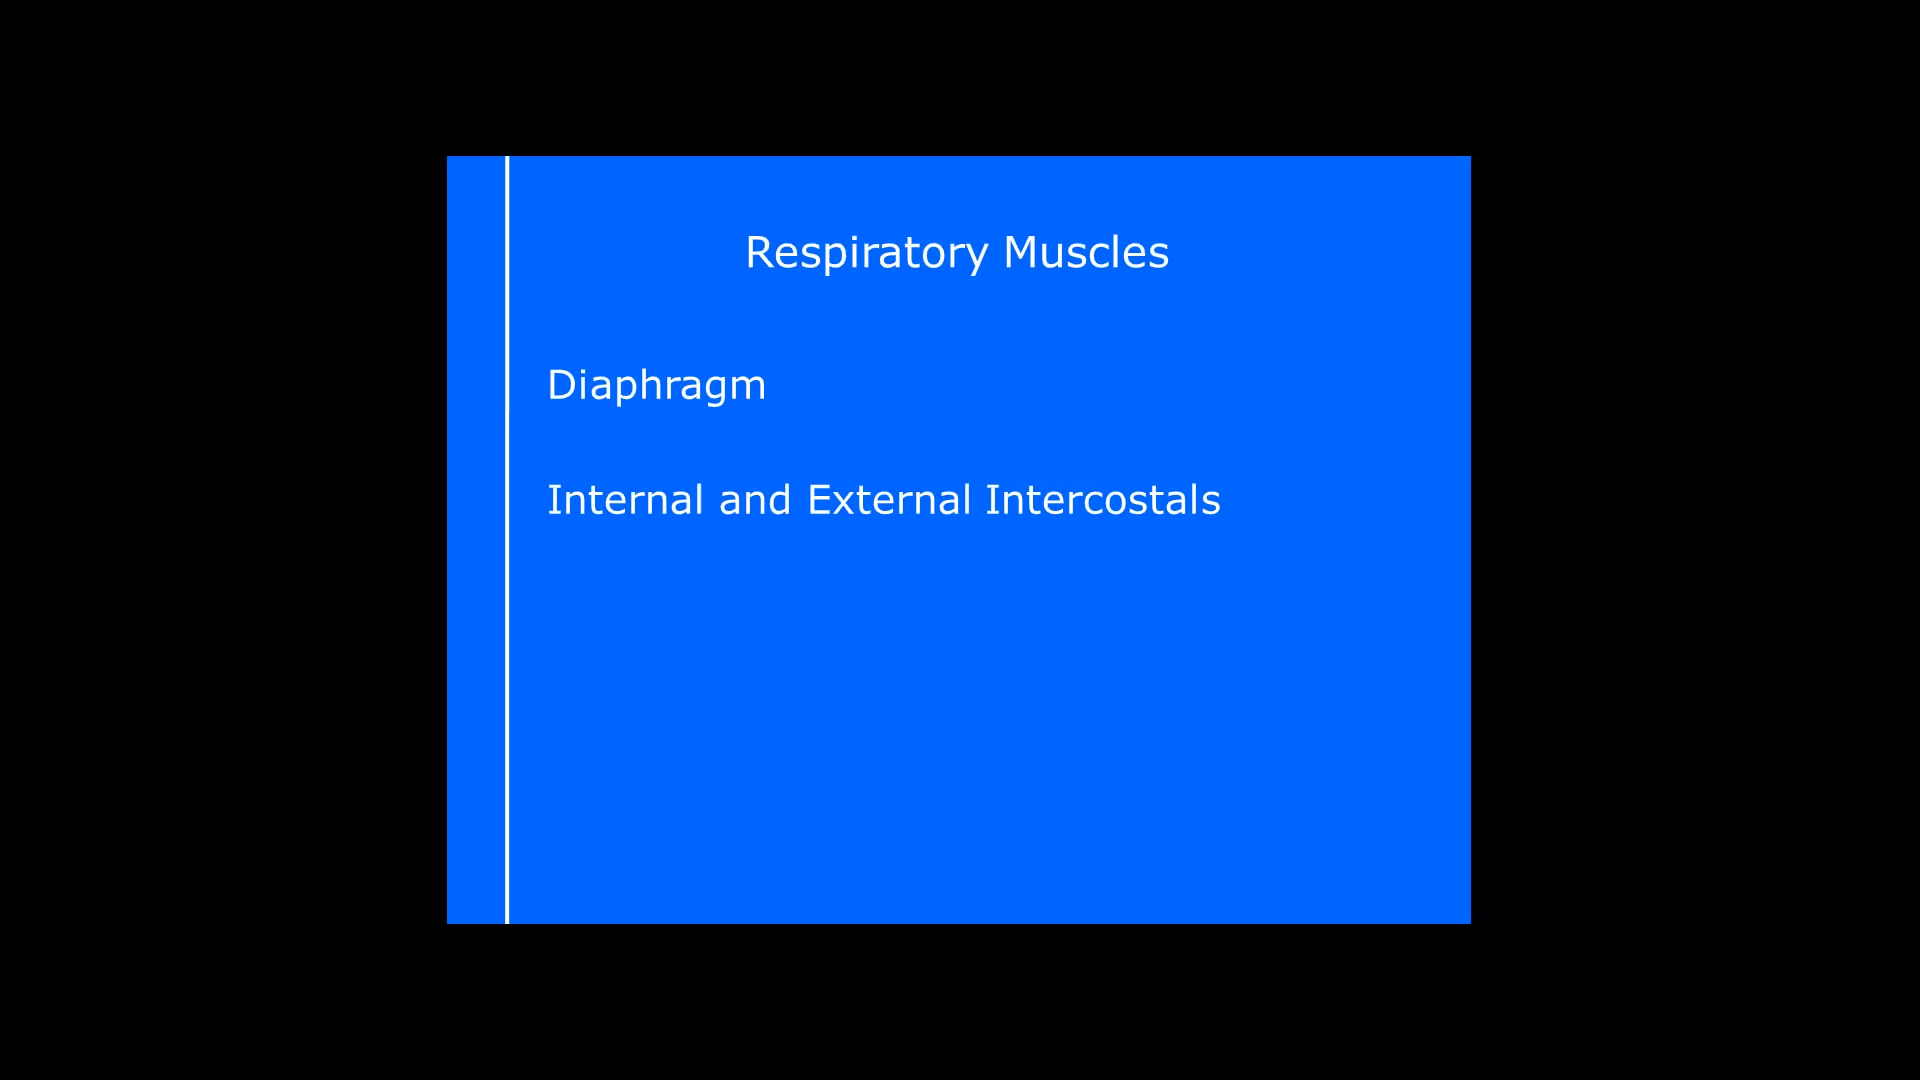 Respiratory Muscles
Diaphragm
Internal and External Intercostals